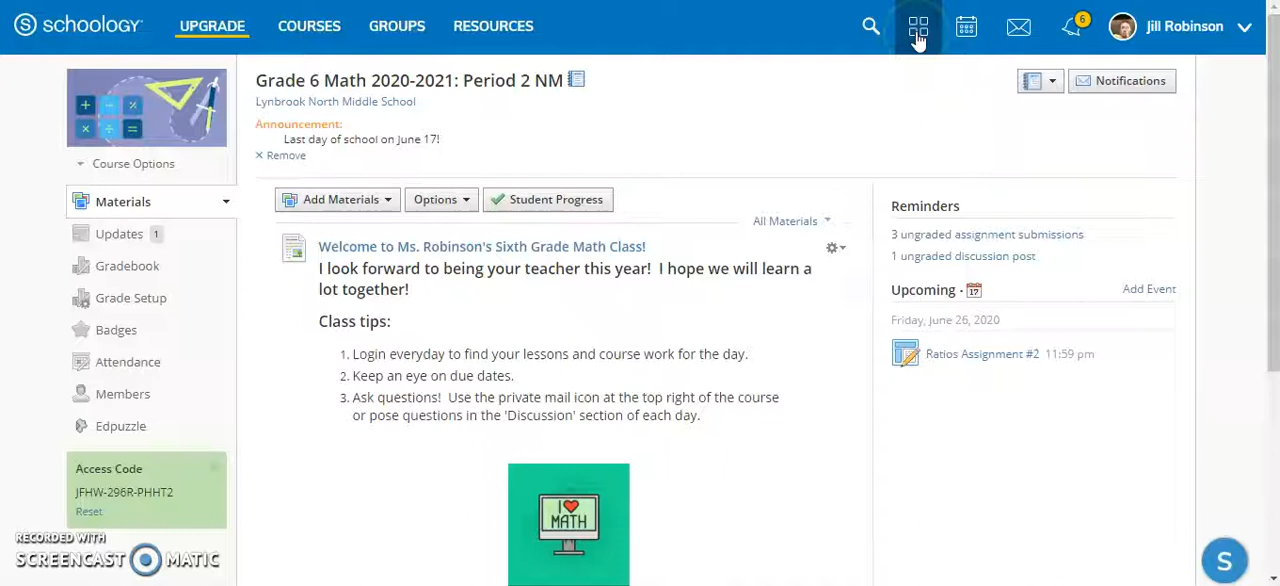 schoology
UPGRADE COURSES GROUPS RESOURCES
6
Jill Robinson
Grade 6 Math 2020-2021: Period 2 NM
Lynbrook North Middle School
Announcement:
Last day of school on June 17!
× Remove
Notifications
Course Options
Materials
Updates 1
Gradebook
Grade Setup
Badges
Attendance
Members
Edpuzzle
Access Code
JFHW-296R-PHHT2
Reset
Add Materials Options Student Progress
All Materials
Welcome to Ms. Robinson's Sixth Grade Math Class!
I look forward to being your teacher this year! I hope we will learn a
lot together!
Class tips:
1. Login everyday to find your lessons and course work for the day.
2. Keep an eye on due dates.
3. Ask questions! Use the private mail icon at the top right of the course
or pose questions in the 'Discussion' section of each day.
I
MATH
Reminders
3 ungraded assignment submissions
1 ungraded discussion post
Upcoming · 17 Add Event
Friday, June 26, 2020
Ratios Assignment #2 11:59 pm
RECORDED WITH
SCREENCAST MATIC
S